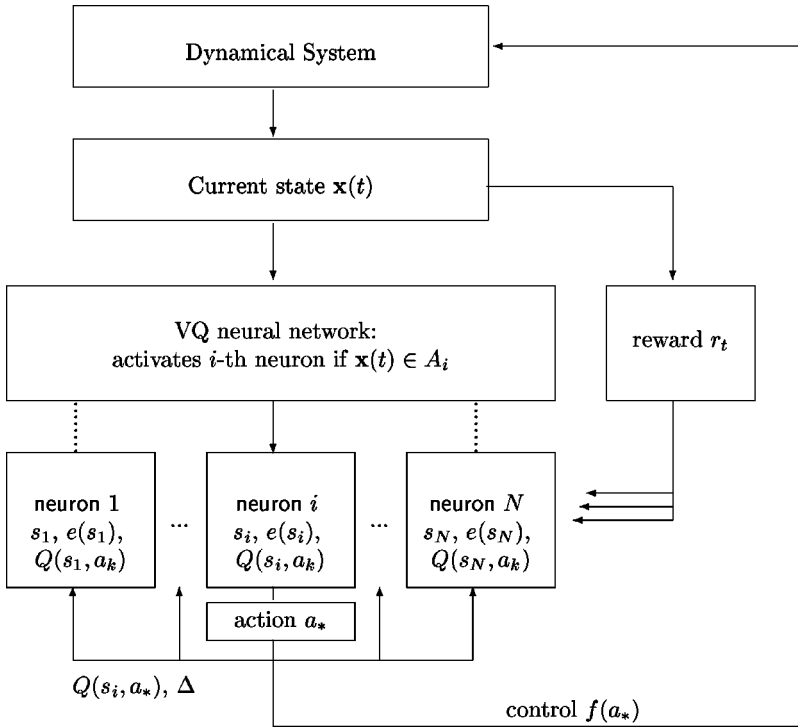 Dynamical System
Current state x(t)
VQ neural network:
activates i-th neuron if x(t) ∈ A_i
reward r_t
neuron 1
s_1, e(s_1),
Q(s_1, a_k)
...
neuron i
s_i, e(s_i),
Q(s_i, a_k)
...
neuron N
s_N, e(s_N),
Q(s_N, a_k)
action a_*
Q(s_i, a_*), Δ
control f(a_*)